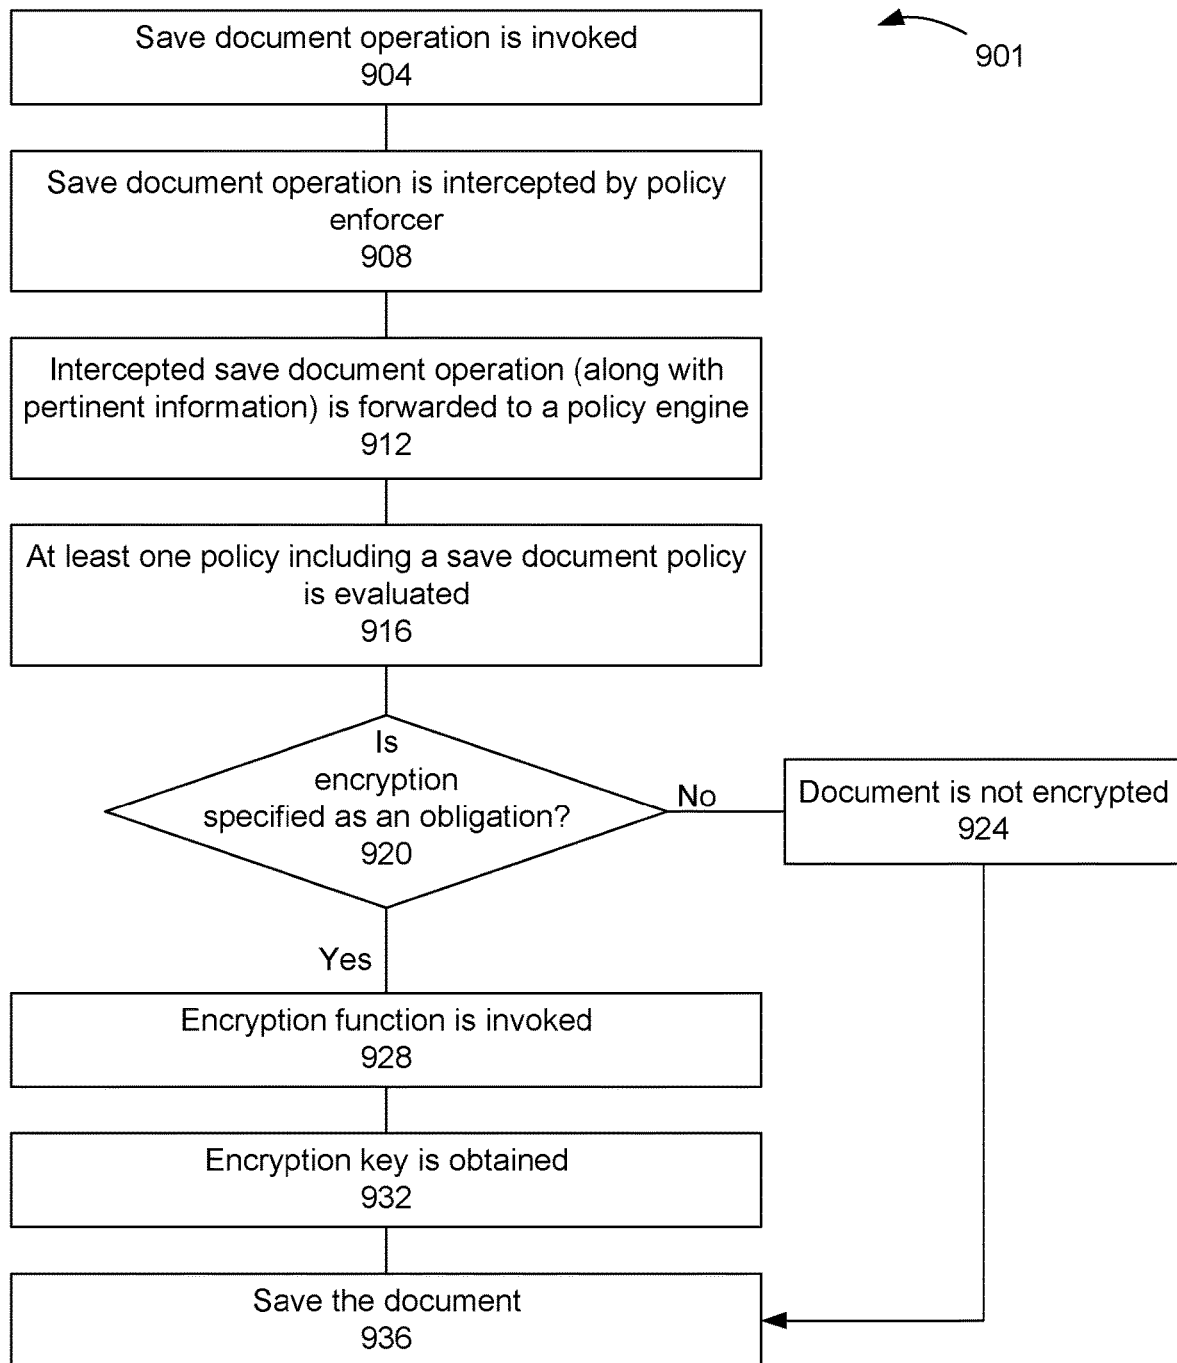 Save document operation is invoked
904
901
Save document operation is intercepted by policy
enforcer
908
Intercepted save document operation (along with
pertinent information) is forwarded to a policy engine
912
At least one policy including a save document policy
is evaluated
916
Is
encryption
specified as an obligation?
920
No
Document is not encrypted
924
Yes
Encryption function is invoked
928
Encryption key is obtained
932
Save the document
936